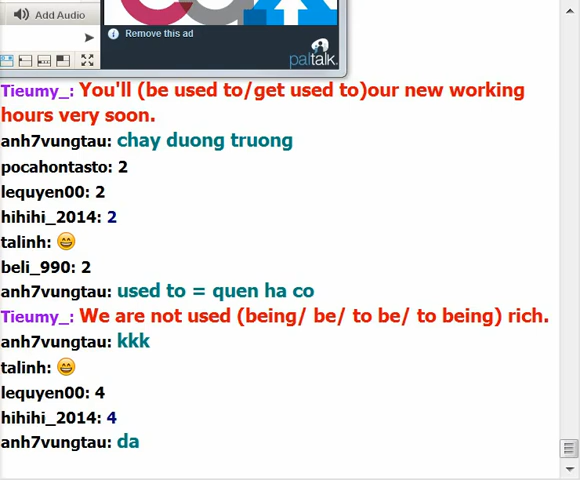 Add Audio
Remove this ad
paltalk.
Tieumy_: You'll (be used to/get used to)our new working
hours very soon.
anh7vungtau: chay duong truong
pocahontasto: 2
lequyen00: 2
hihihi_2014: 2
talinh: 😄
beli_990: 2
anh7vungtau: used to = quen ha co
Tieumy_: We are not used (being/ be/ to be/ to being) rich.
anh7vungtau: kkk
talinh: 😄
lequyen00: 4
hihihi_2014: 4
anh7vungtau: da